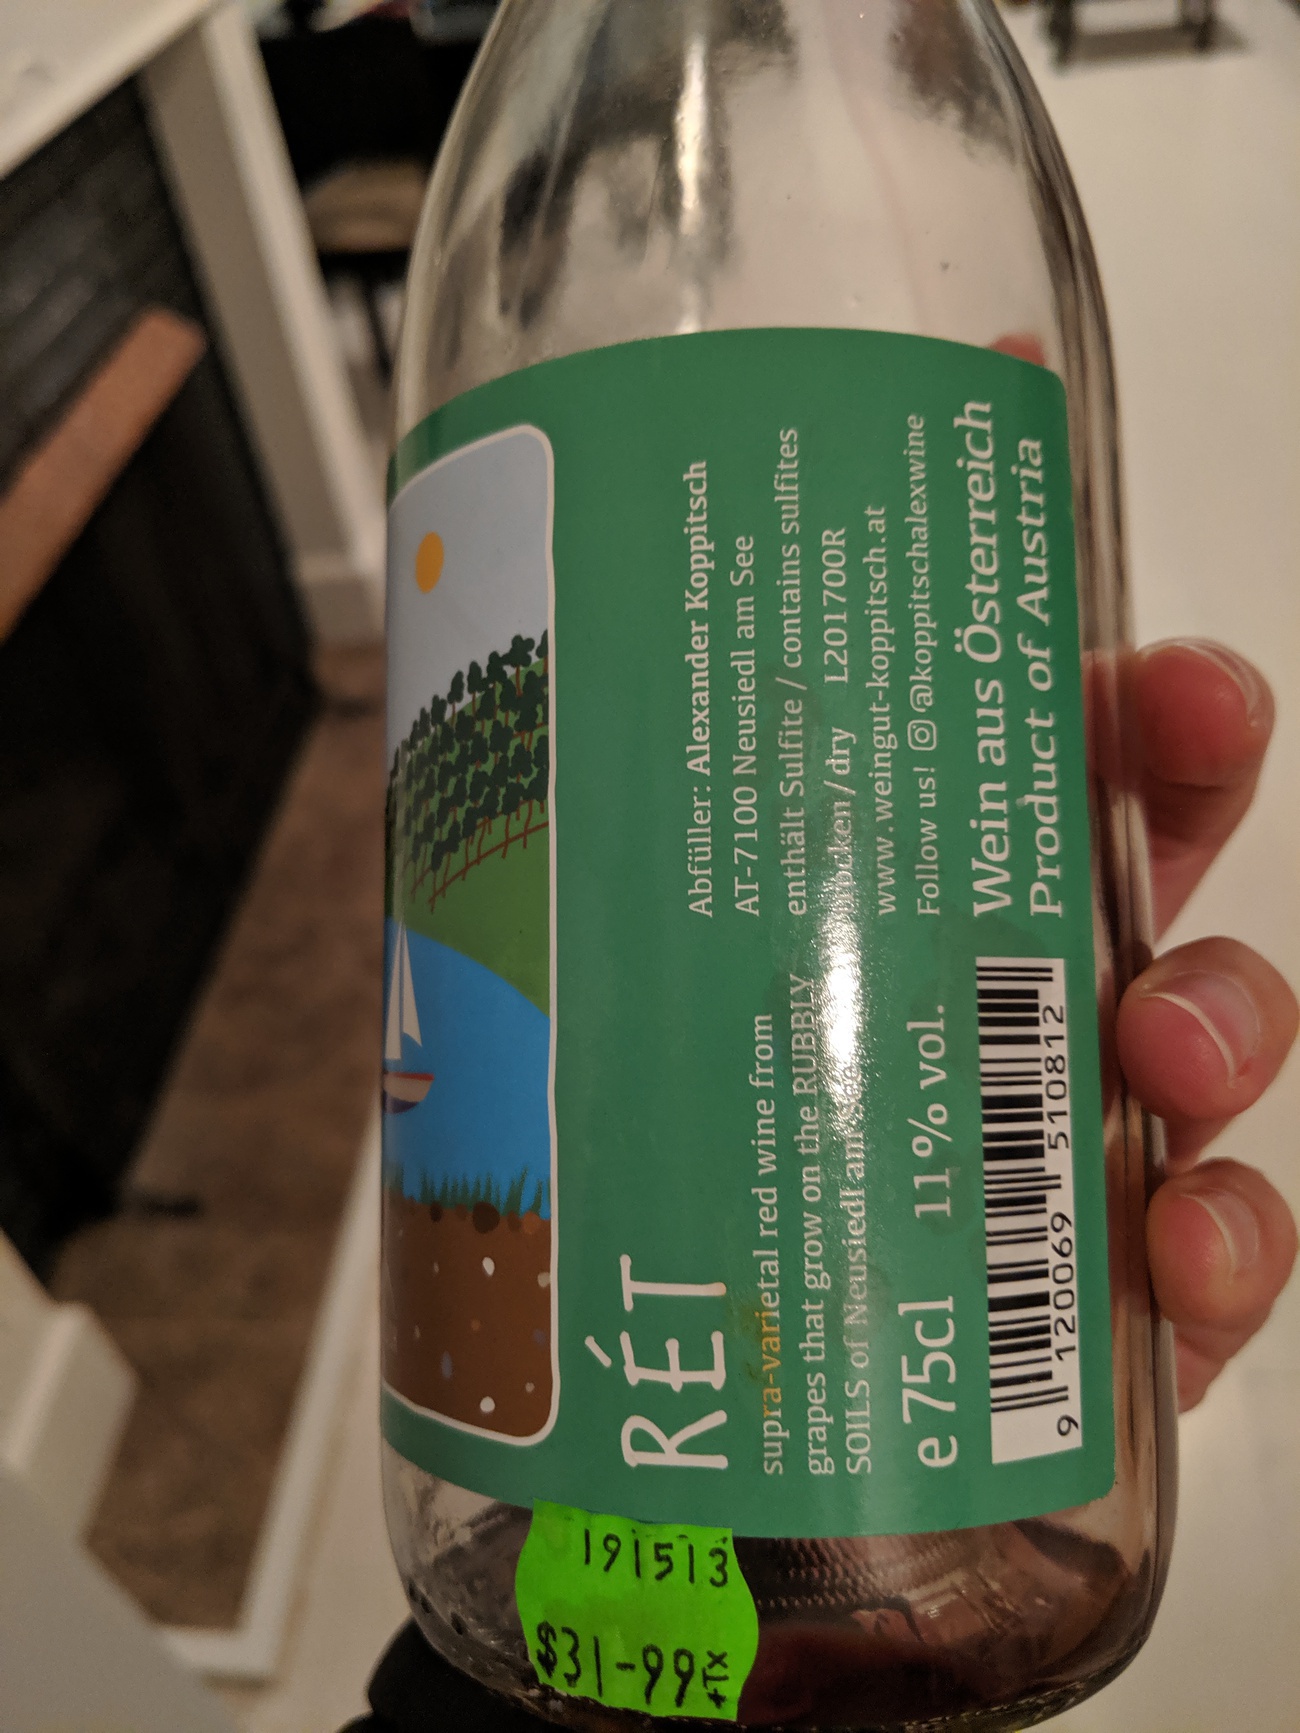 RÉT
supra-varietal red wine from
grapes that grow on the RUBBLY
SOILS of Neusiedl am See
e 75cl 11% vol.
9 120069 510812
Abfüller: Alexander Koppitsch
AT-7100 Neusiedl am See
enthält Sulfite / contains sulfites
trocken / dry L201700R
www.weingut-koppitsch.at
Follow us! @koppitschalexwine
Wein aus Österreich
Product of Austria
191513
$31-99+TX